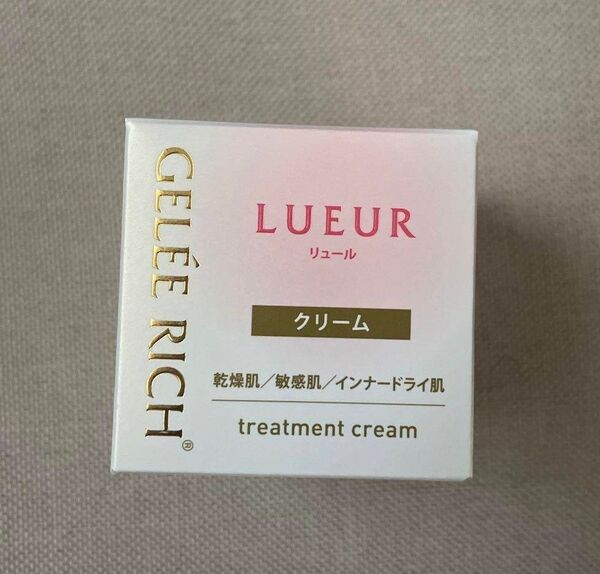 GELÉE RICH®
LUEUR
リュール
クリーム
乾燥肌／敏感肌／インナードライ肌
treatment cream